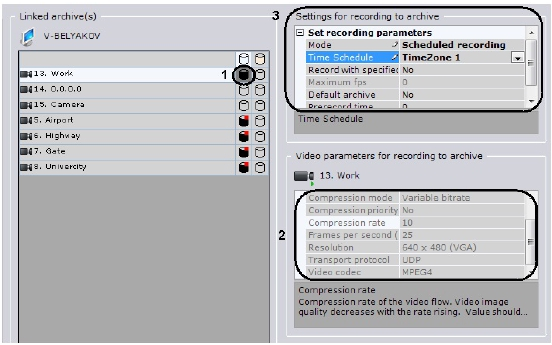 Linked archive(s)
V-BELYAKOV
13. Work
1
14. 0.0.0.0
15. Camera
5. Airport
6. Highway
7. Gate
8. Univercity
3
Settings for recording to archive
Set recording parameters
Mode Scheduled recording
Time Schedule TimeZone 1
Record with specified No
Maximum fps 0
Default archive No
Prerecord time 0
Time Schedule
Video parameters for recording to archive
13. Work
2
Compression mode Variable bitrate
Compression priority No
Compression rate 10
Frames per second ( 25
Resolution 640 x 480 (VGA)
Transport protocol UDP
Video codec MPEG4
Compression rate
Compression rate of the video flow. Video image
quality decreases with the rate rising. Value should...